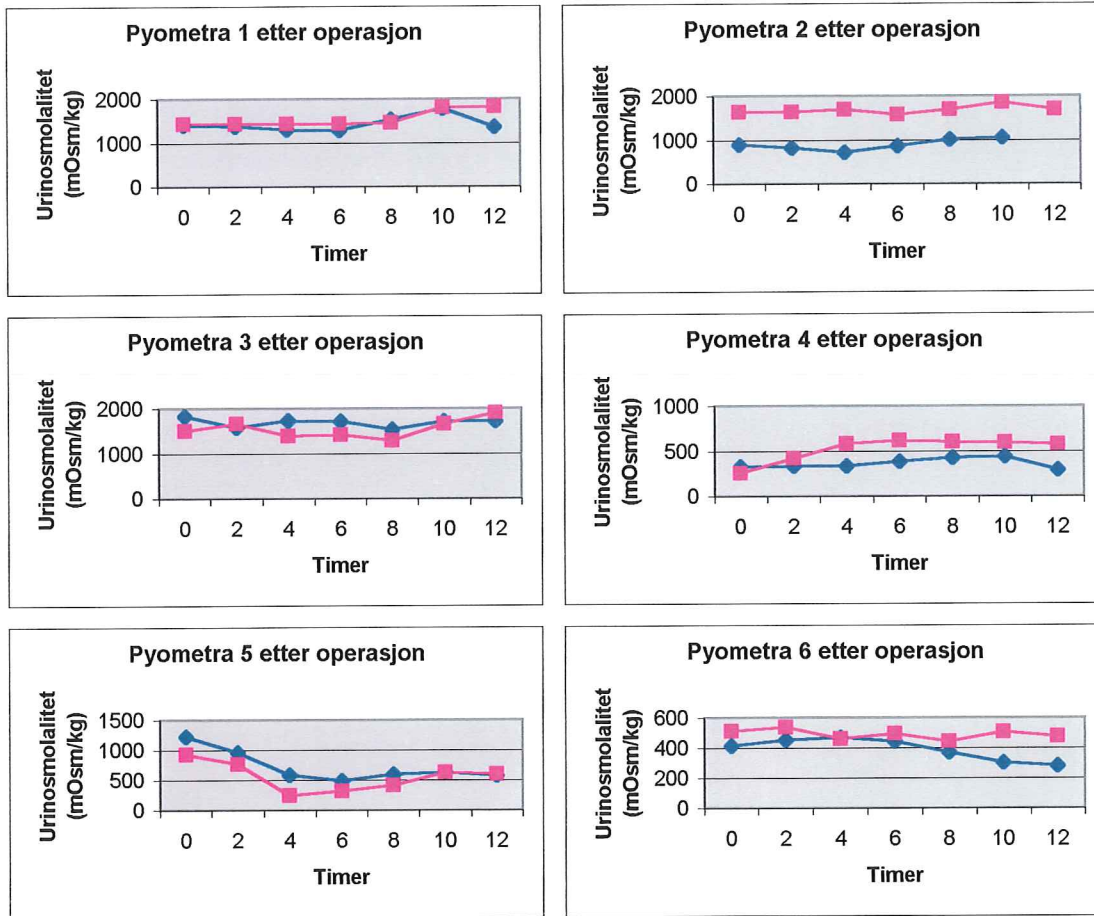 Pyometra 1 etter operasjon
Urinosmolalitet
(mOsm/kg)
2000
1000
0
0 2 4 6 8 10 12
Timer
Pyometra 2 etter operasjon
Urinosmolalitet
(mOsm/kg)
2000
1000
0
0 2 4 6 8 10 12
Timer
Pyometra 3 etter operasjon
Urinosmolalitet
(mOsm/kg)
2000
1000
0
0 2 4 6 8 10 12
Timer
Pyometra 4 etter operasjon
Urinosmolalitet
(mOsm/kg)
1000
500
0
0 2 4 6 8 10 12
Timer
Pyometra 5 etter operasjon
Urinosmolalitet
(mOsm/kg)
1500
1000
500
0
0 2 4 6 8 10 12
Timer
Pyometra 6 etter operasjon
Urinosmolalitet
(mOsm/kg)
600
400
200
0
0 2 4 6 8 10 12
Timer